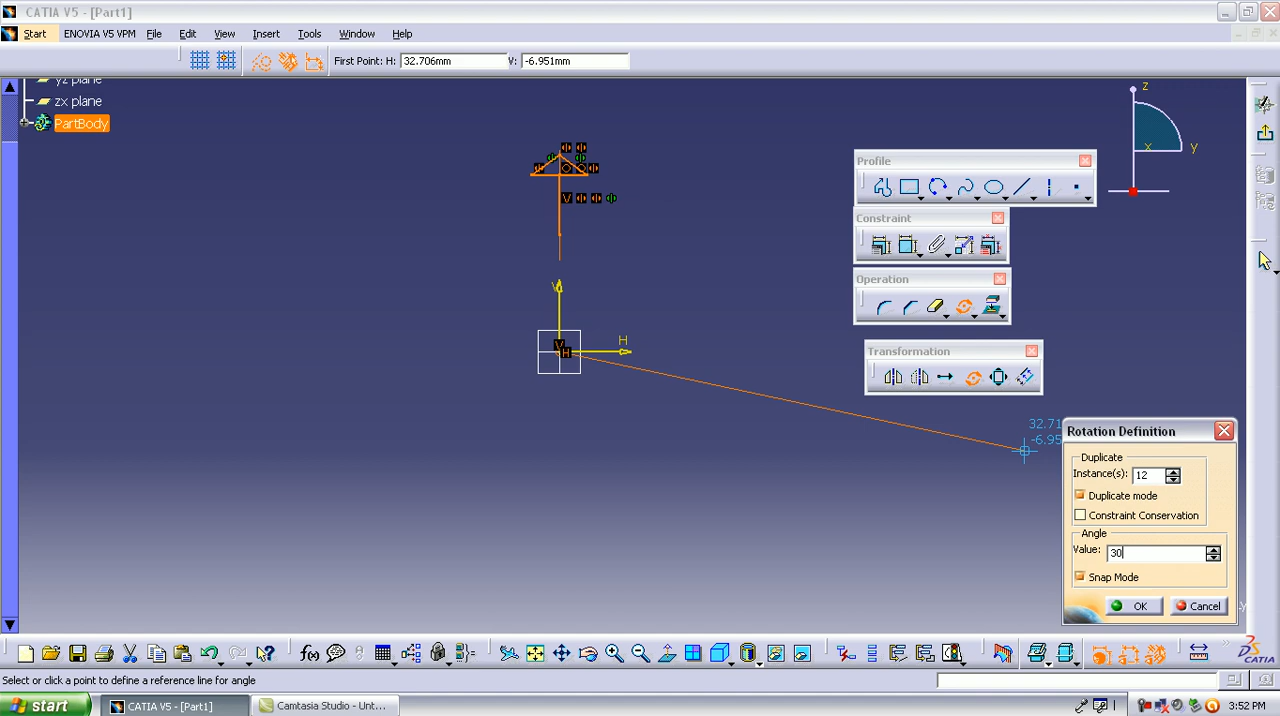 CATIA V5 - [Part1]
Start ENOVIA V5 VPM File Edit View Insert Tools Window Help
First Point: H: 32.706mm V: -6.951mm
yz plane
zx plane
PartBody
z
x
y
Profile
Constraint
Operation
Transformation
V
V
H
V
H
32.71
-6.95
Rotation Definition
Duplicate
Instance(s): 12
Duplicate mode
Constraint Conservation
Angle
Value: 30
Snap Mode
OK Cancel
f(x)
CATIA
Select or click a point to define a reference line for angle
start CATIA V5 - [Part1] Camtasia Studio - Unt... 3:52 PM